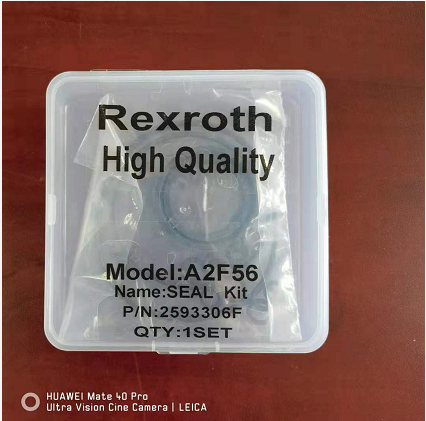 Rexroth
High Quality
Model:A2F56
Name:SEAL Kit
P/N:2593306F
QTY:1SET
HUAWEI Mate 40 Pro
Ultra Vision Cine Camera | LEICA